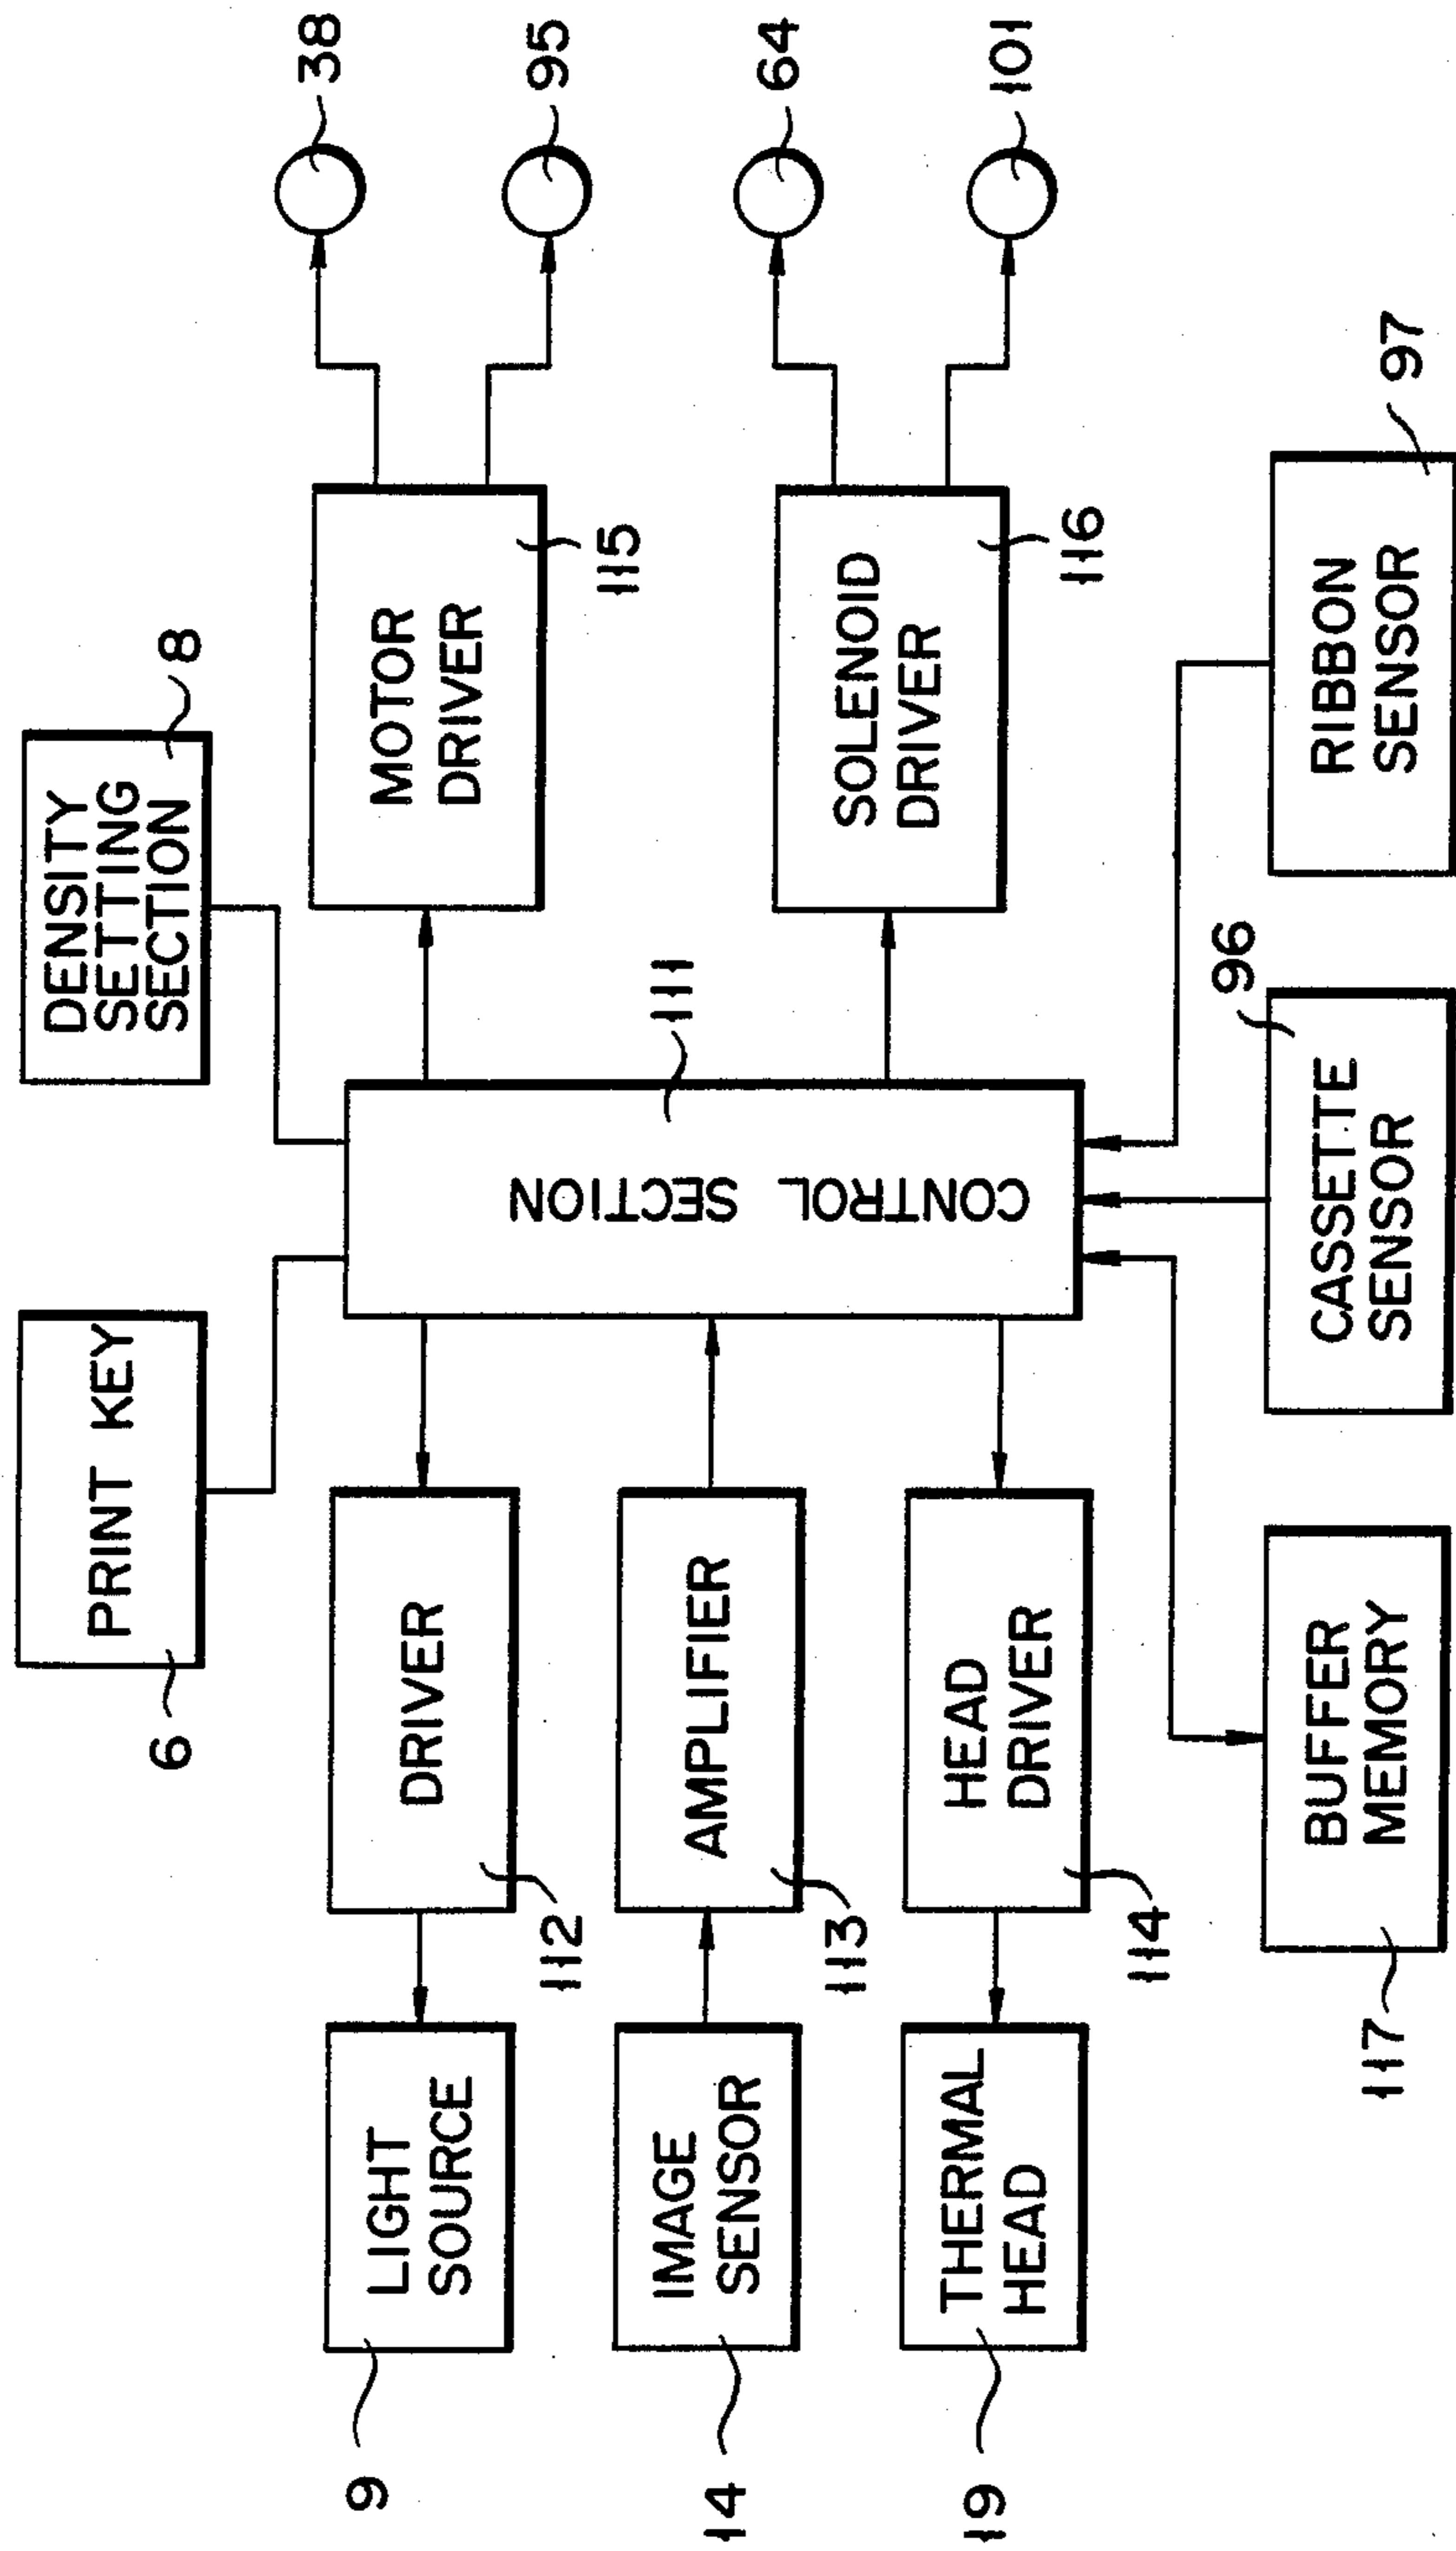 PRINT KEY
6
DENSITY
SETTING
SECTION
8
LIGHT
SOURCE
9
DRIVER
112
CONTROL SECTION
111
MOTOR
DRIVER
115
38
95
IMAGE
SENSOR
14
AMPLIFIER
113
THERMAL
HEAD
19
HEAD
DRIVER
114
SOLENOID
DRIVER
116
64
101
BUFFER
MEMORY
117
CASSETTE
SENSOR
96
RIBBON
SENSOR
97